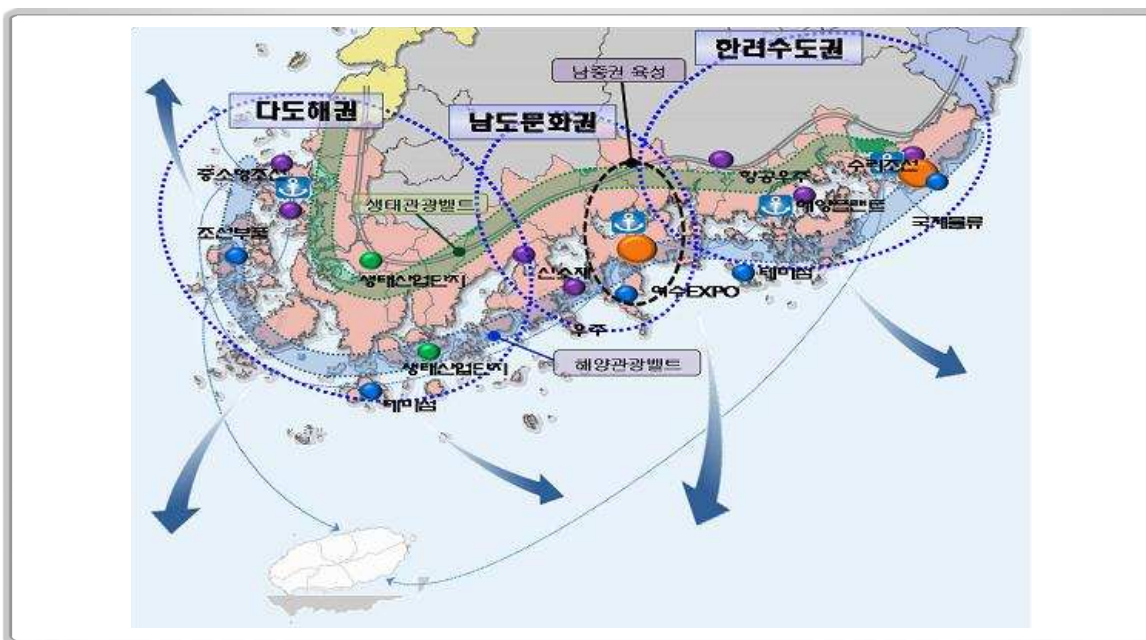 한려수도권
남중권 육성
다도해권
남도문화권
중소형조선
항공우주
수리조선
생태관광벨트
해양플랜트
조선부품
국제물류
생태산업단지
신소재
테마섬
여수EXPO
우주
해양관광벨트
생태산업단지
테마섬